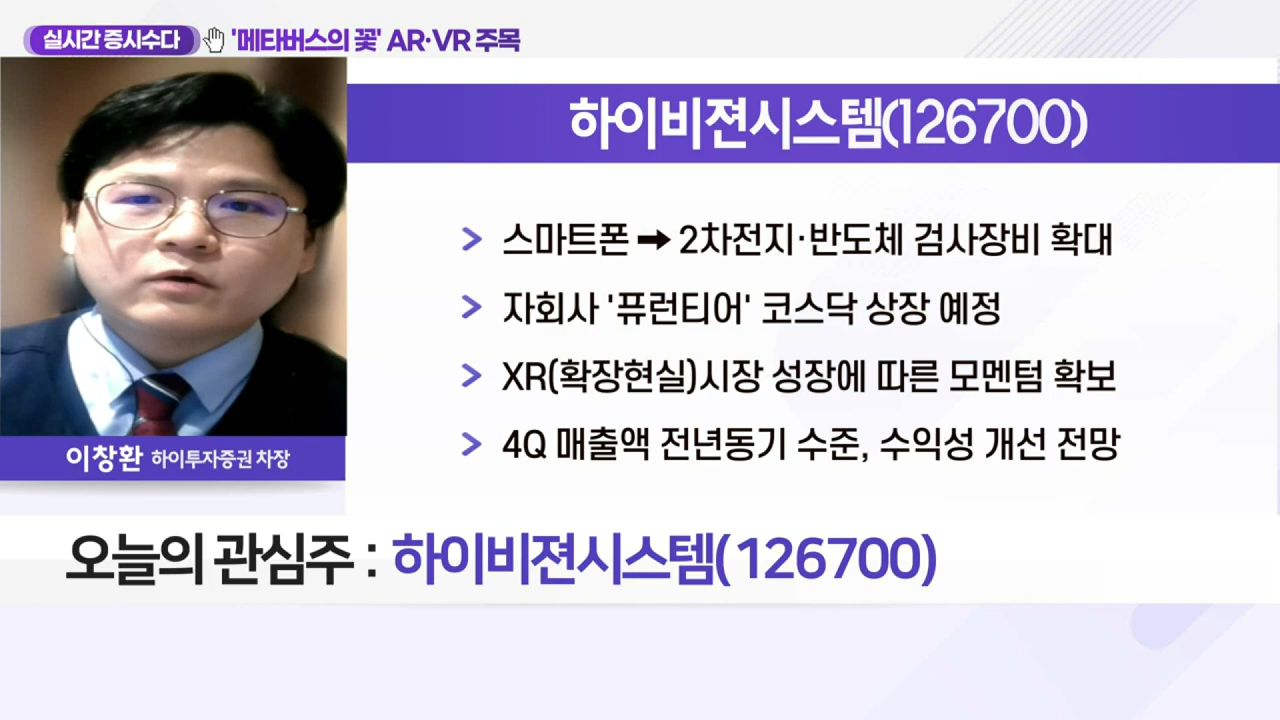 실시간 증시수다 '메타버스의 꽃' AR·VR 주목
하이비젼시스템(126700)
> 스마트폰 ➡ 2차전지·반도체 검사장비 확대
> 자회사 '퓨런티어' 코스닥 상장 예정
> XR(확장현실)시장 성장에 따른 모멘텀 확보
> 4Q 매출액 전년동기 수준, 수익성 개선 전망
이창환 하이투자증권 차장
오늘의 관심주 : 하이비젼시스템(126700)